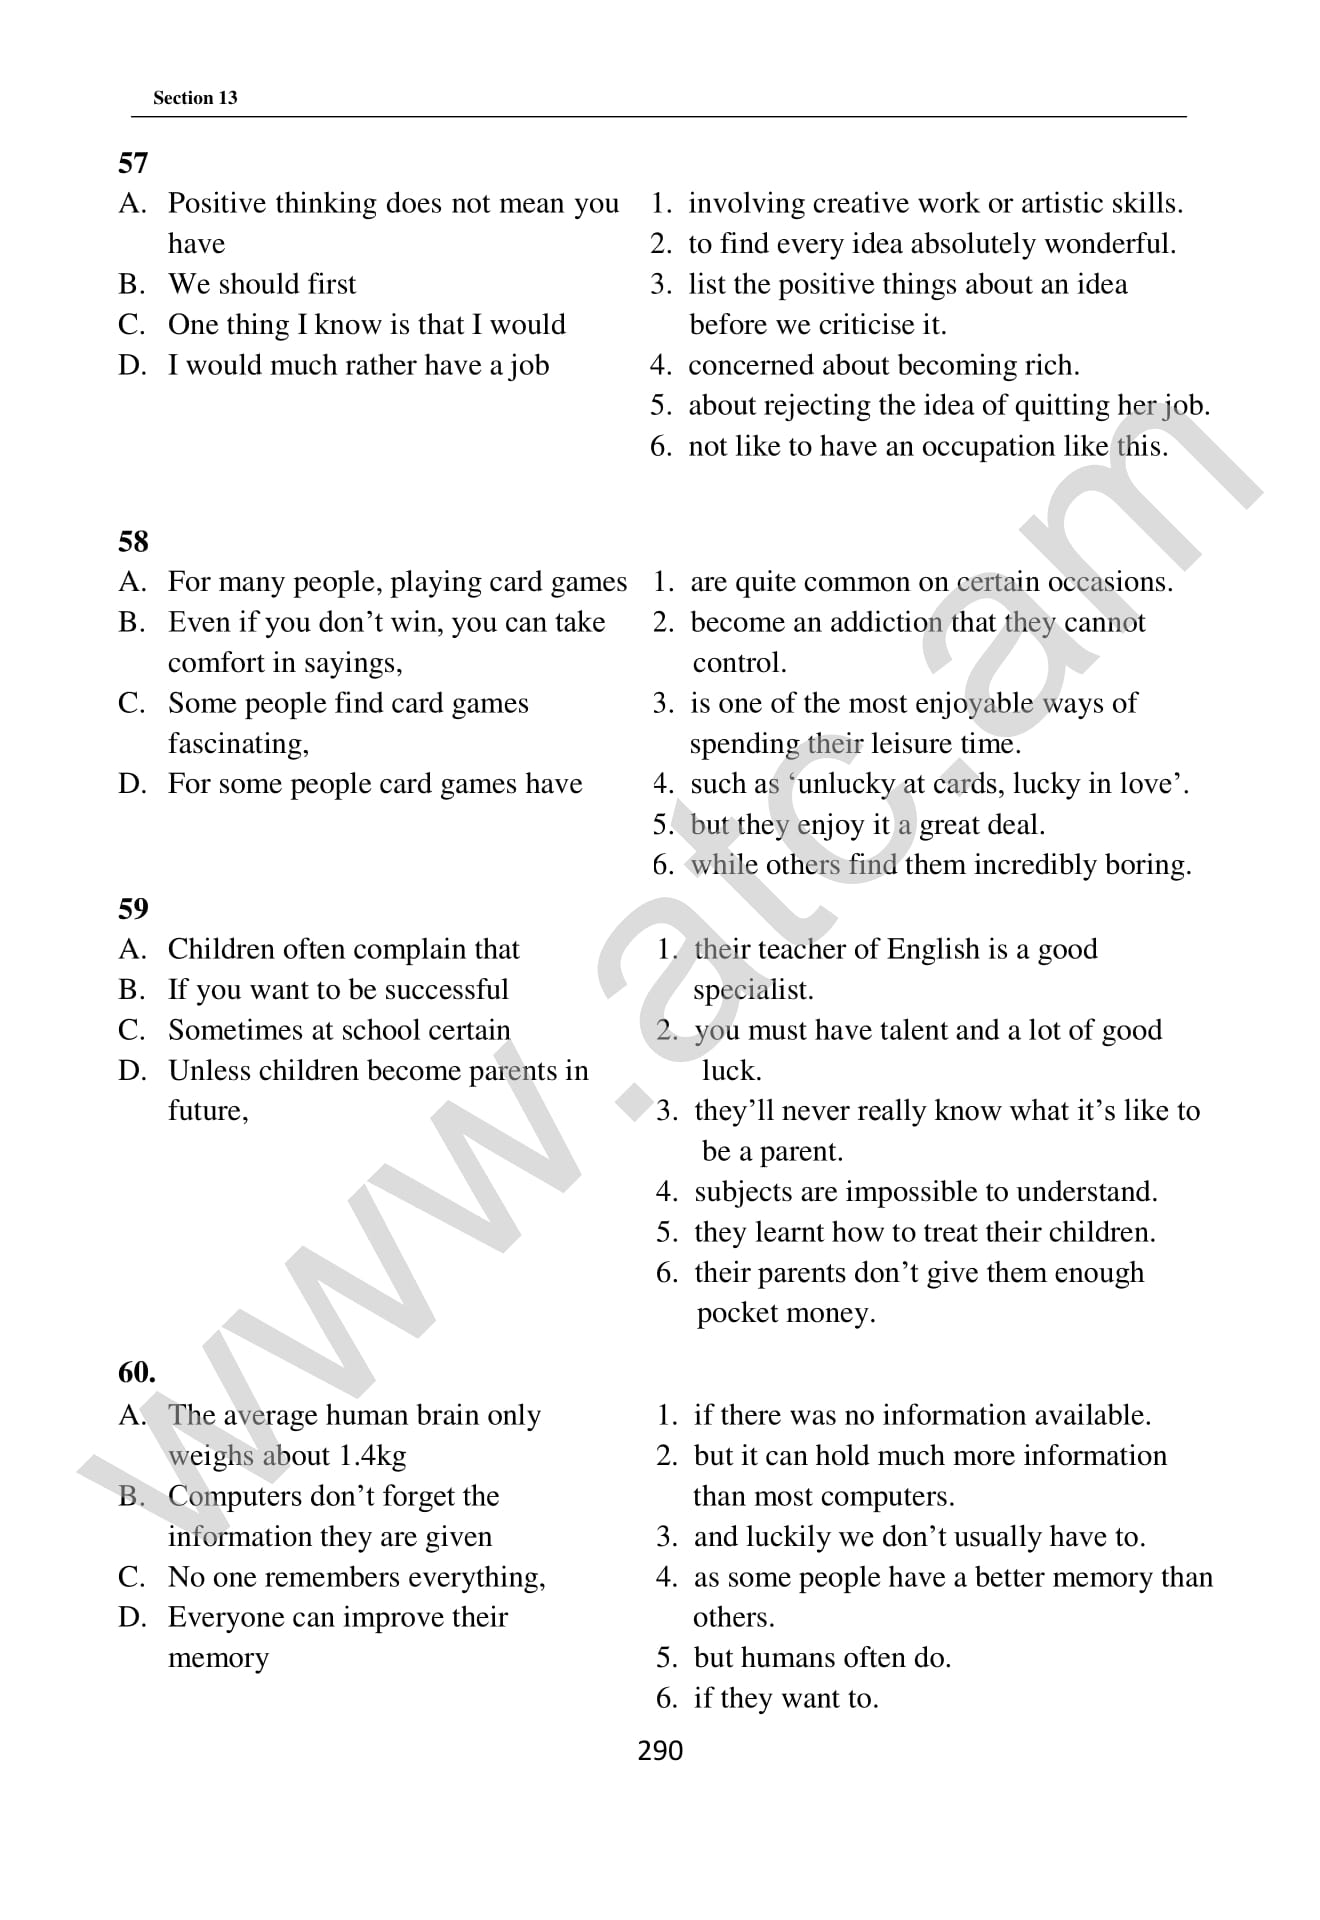 Section 13
57
A. Positive thinking does not mean you
have
B. We should first
C. One thing I know is that I would
D. I would much rather have a job
1. involving creative work or artistic skills.
2. to find every idea absolutely wonderful.
3. list the positive things about an idea
before we criticise it.
4. concerned about becoming rich.
5. about rejecting the idea of quitting her job.
6. not like to have an occupation like this.
58
A. For many people, playing card games
B. Even if you don’t win, you can take
comfort in sayings,
C. Some people find card games
fascinating,
D. For some people card games have
1. are quite common on certain occasions.
2. become an addiction that they cannot
control.
3. is one of the most enjoyable ways of
spending their leisure time.
4. such as ‘unlucky at cards, lucky in love’.
5. but they enjoy it a great deal.
6. while others find them incredibly boring.
59
A. Children often complain that
B. If you want to be successful
C. Sometimes at school certain
D. Unless children become parents in
future,
1. their teacher of English is a good
specialist.
2. you must have talent and a lot of good
luck.
3. they’ll never really know what it’s like to
be a parent.
4. subjects are impossible to understand.
5. they learnt how to treat their children.
6. their parents don’t give them enough
pocket money.
60.
A. The average human brain only
weighs about 1.4kg
B. Computers don’t forget the
information they are given
C. No one remembers everything,
D. Everyone can improve their
memory
1. if there was no information available.
2. but it can hold much more information
than most computers.
3. and luckily we don’t usually have to.
4. as some people have a better memory than
others.
5. but humans often do.
6. if they want to.
290
www.atc.am